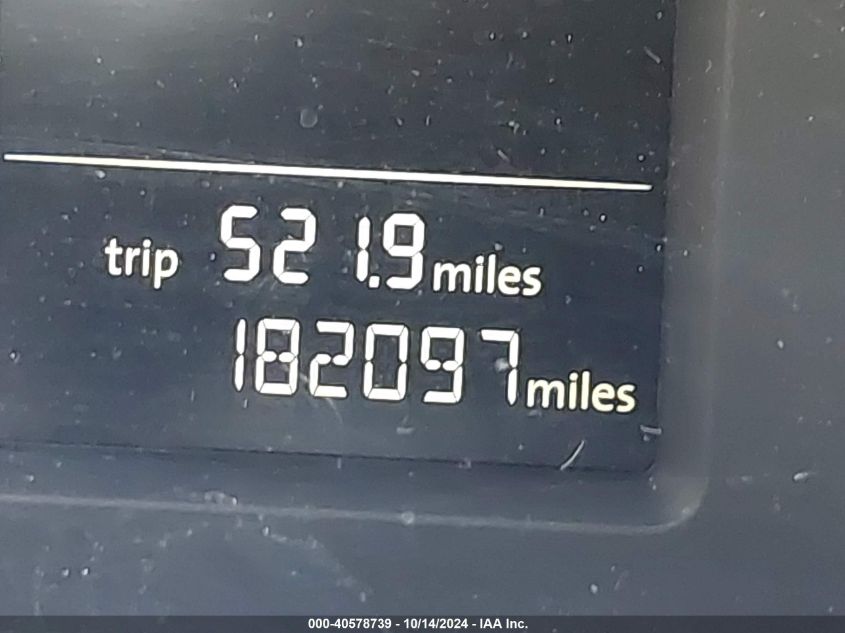 trip 521.9 miles
182097 miles
000-40578739 - 10/14/2024 - IAA Inc.